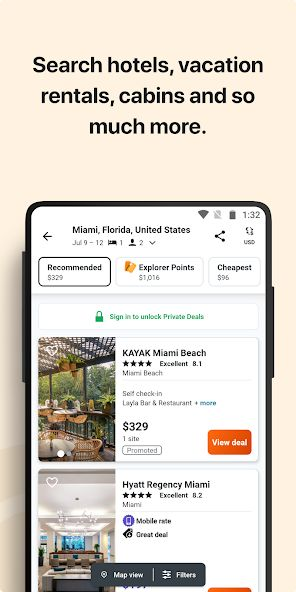 Search hotels, vacation
rentals, cabins and so
much more.
1:32
Miami, Florida, United States
Jul 9 – 12 1 2
USD
Recommended
$329
Explorer Points
$1,016
Cheapest
$96
Sign in to unlock Private Deals
KAYAK Miami Beach
★★★★ Excellent 8.1
Miami Beach
Self check-in
Layla Bar & Restaurant + more
$329
1 site
Promoted
View deal
Hyatt Regency Miami
★★★★ Excellent 8.2
Miami
Mobile rate
Great deal
Map view
Filters